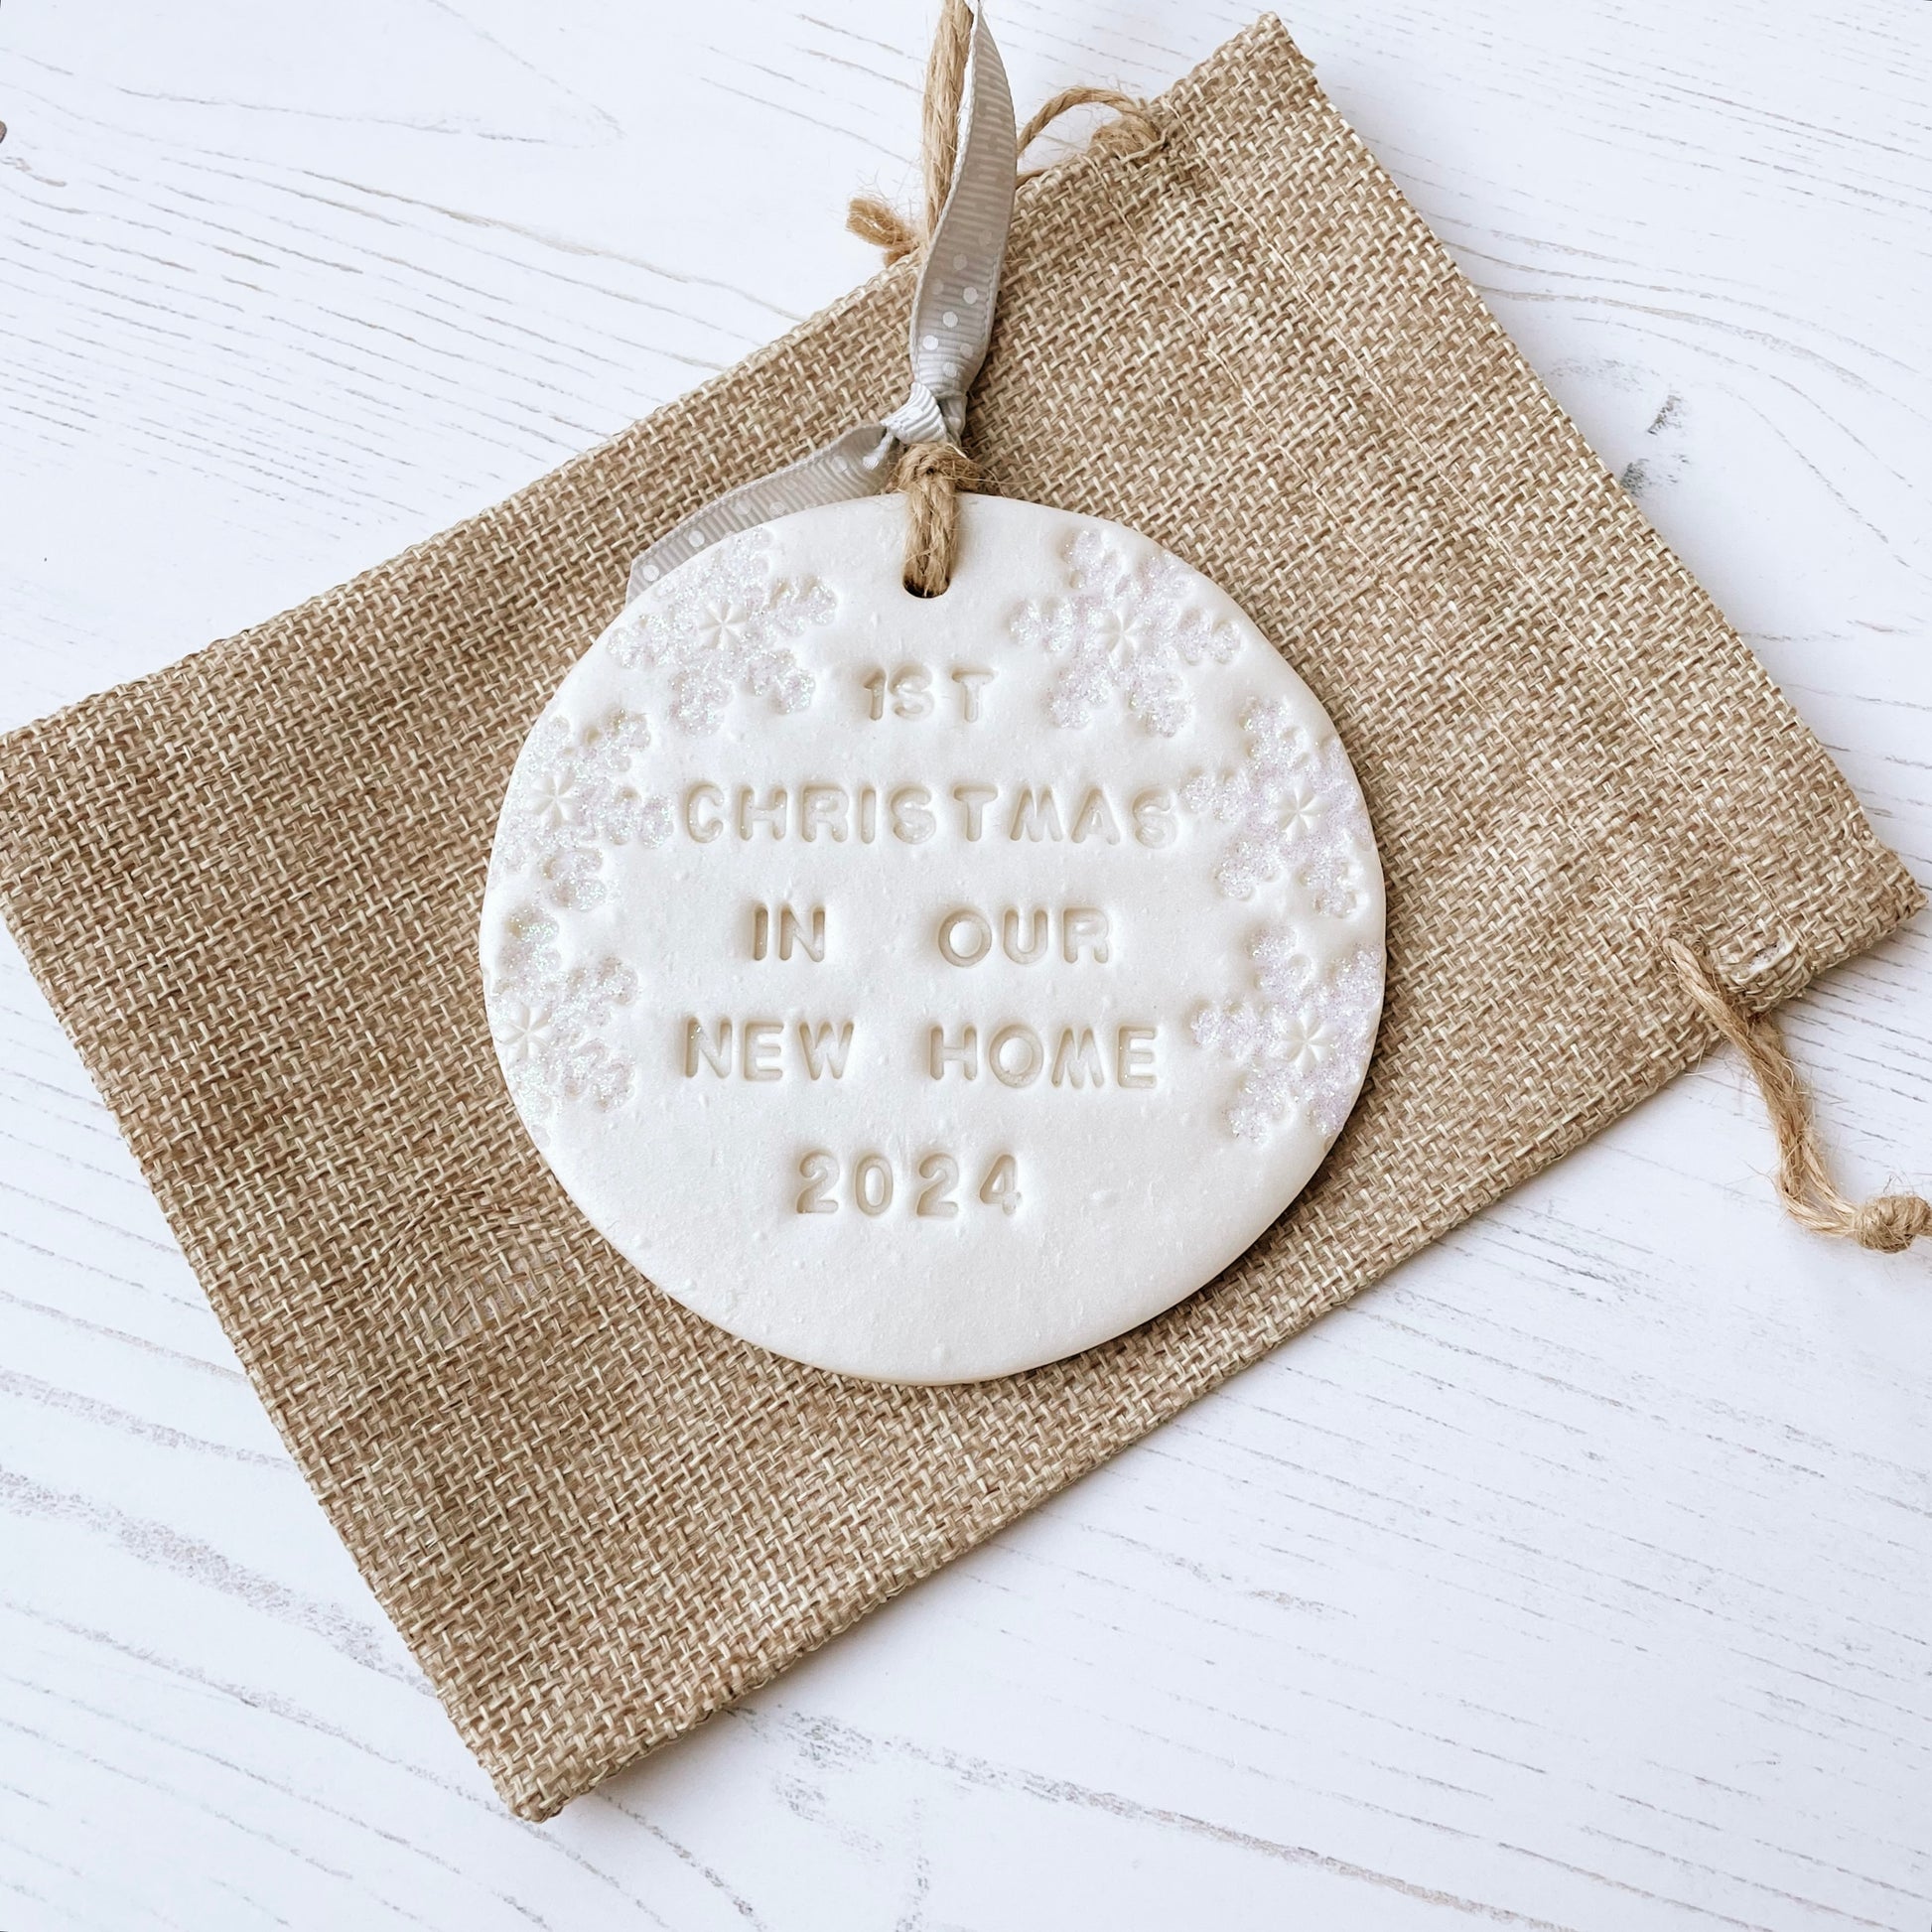 1ST
CHRISTMAS
IN OUR
NEW HOME
2024